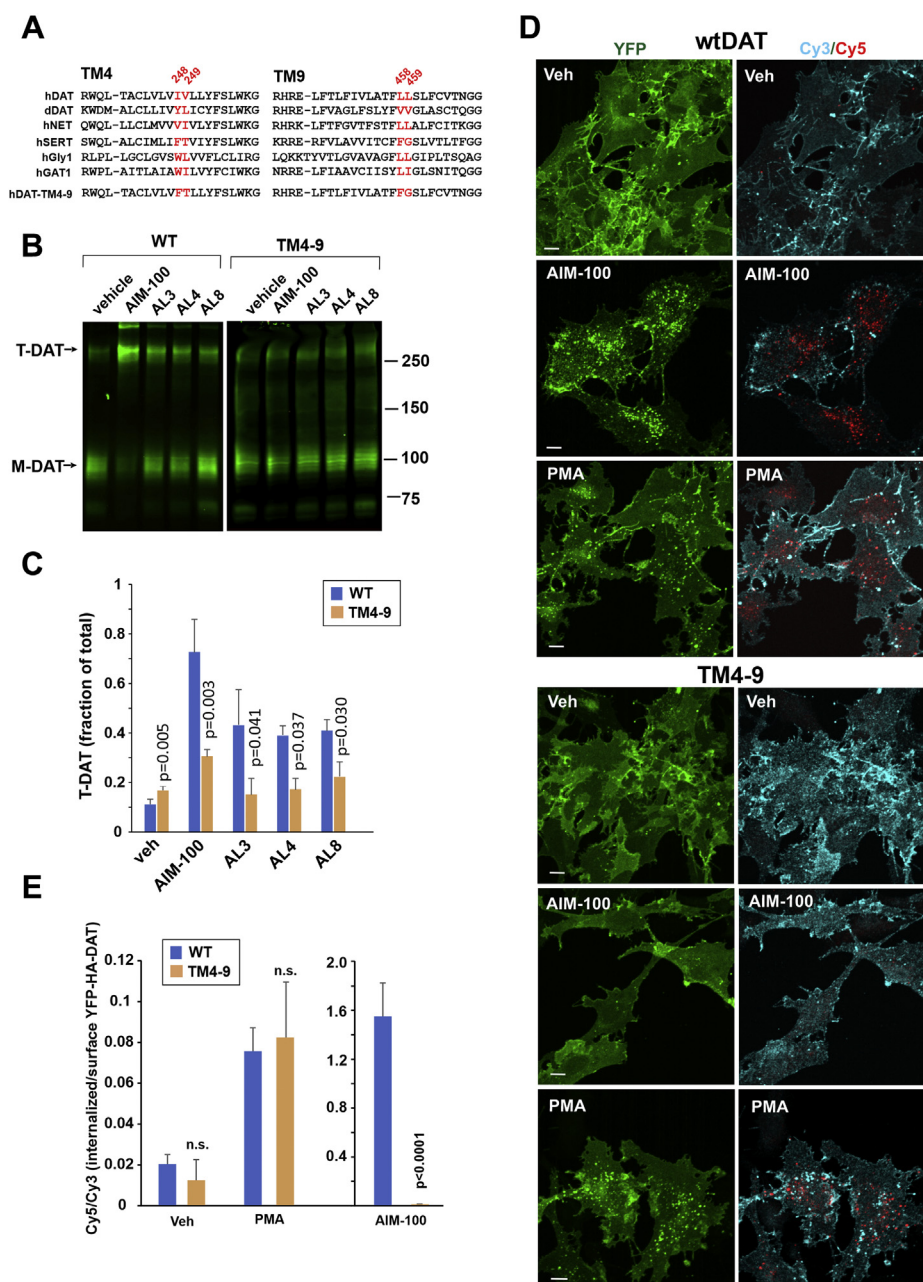 A
TM4
248
249
TM9
458
459
hDAT RWQL-TACLVLVIVLLYFSLWKG RHRE-LFTLFIVLATFLLSLFCVTNGG
dDAT KWDM-ALCLLIVYLICYFSLWKG RHRE-LFVAGLFSLYFVVSLFCVTNGG
hNET QWQL-LLCLMVVVIVLYFSLWKG RHRK-LFTFGVTFSTFLLALFCITKGG
hSERT SWQL-ALCIMLIFTVIYFSIWKG KRRE-LFVLAVVITCFFGSLVTLTFGG
hGly1 RLPL-LGCLGVSWLVVFLCLIRG LQKKTYVTLGVAVAGFLLGIPLTSQAG
hGAT1 RWPL-AITLAIAWILVYFCIWKG RRRE-LFIAAVCIISYLIGLSNITQGG
hDAT-TM4-9 RWQL-TACLVLVFTLLYFSLWKG RHRE-LFTLFIVLATFFGSLFCVTNGG
B
WT
TM4-9
vehicle
AIM-100
AL3
AL4
AL8
vehicle
AIM-100
AL3
AL4
AL8
T-DAT
M-DAT
250
150
100
75
C
T-DAT (fraction of total)
1
0.8
0.6
0.4
0.2
0
WT
TM4-9
p=0.005
p=0.003
p=0.041
p=0.037
p=0.030
veh
AIM-100
AL3
AL4
AL8
E
Cy5/Cy3 (internalized/surface YFP-HA-DAT)
0.12
0.1
0.08
0.06
0.04
0.02
0
WT
TM4-9
n.s.
n.s.
2.0
1.6
1.2
0.8
0.4
p<0.0001
Veh
PMA
AIM-100
D
wtDAT
YFP
Cy3/Cy5
Veh
Veh
AIM-100
AIM-100
PMA
PMA
TM4-9
Veh
Veh
AIM-100
AIM-100
PMA
PMA